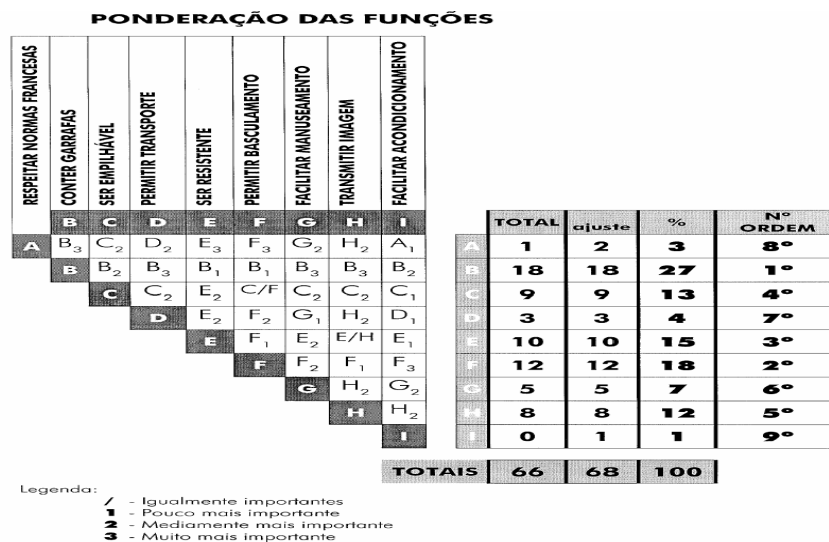 PONDERAÇÃO DAS FUNÇÕES
RESPEITAR NORMAS FRANCESAS
CONTER GARRAFAS
SER EMPILHÁVEL
PERMITIR TRANSPORTE
SER RESISTENTE
PERMITIR BASCULAMENTO
FACILITAR MANUSEAMENTO
TRANSMITIR IMAGEM
FACILITAR ACONDICIONAMENTO
B C D E F G H I
A B3 C2 D2 E3 F3 G2 H2 A1
B B2 B3 B1 B1 B3 B3 B2
C C2 E2 C/F C2 C2 C1
D E2 F2 G1 H2 D1
E F1 E2 E/H E1
F F2 F1 F3
G H2 G2
H H2
I
TOTAL ajuste % Nº ORDEM
A 1 2 3 8º
B 18 18 27 1º
C 9 9 13 4º
D 3 3 4 7º
E 10 10 15 3º
F 12 12 18 2º
G 5 5 7 6º
H 8 8 12 5º
I 0 1 1 9º
TOTAIS 66 68 100
Legenda:
/ - Igualmente importantes
1 - Pouco mais importante
2 - Mediamente mais importante
3 - Muito mais importante